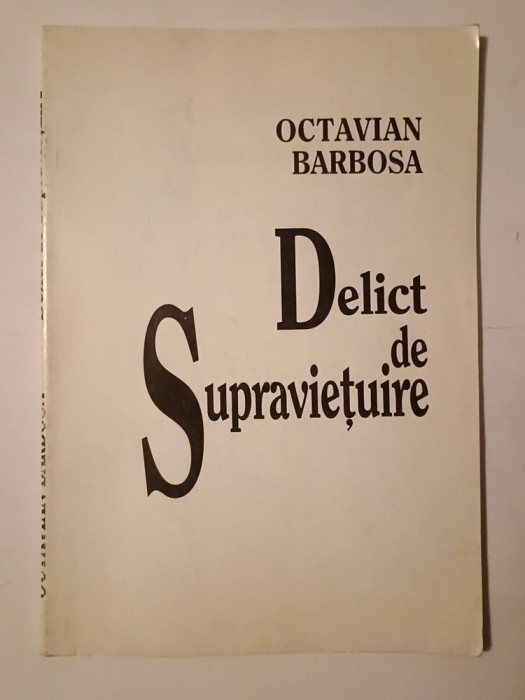 OCTAVIAN
BARBOSA
Delict
de
Supraviețuire